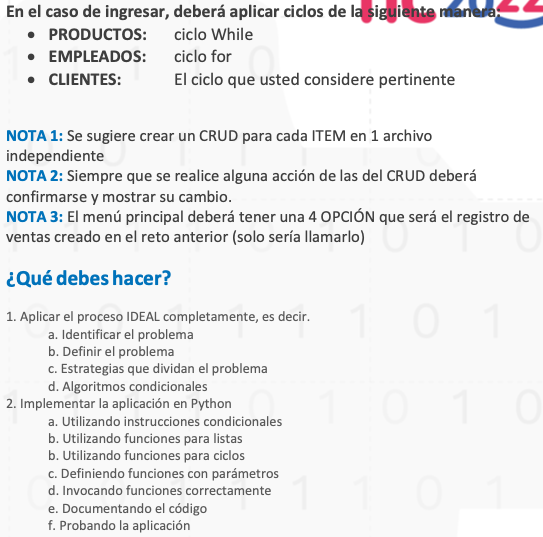 En el caso de ingresar, deberá aplicar ciclos de la siguiente manera:
• PRODUCTOS: ciclo While
• EMPLEADOS: ciclo for
• CLIENTES: El ciclo que usted considere pertinente
NOTA 1: Se sugiere crear un CRUD para cada ITEM en 1 archivo
independiente
NOTA 2: Siempre que se realice alguna acción de las del CRUD deberá
confirmarse y mostrar su cambio.
NOTA 3: El menú principal deberá tener una 4 OPCIÓN que será el registro de
ventas creado en el reto anterior (solo sería llamarlo)
¿Qué debes hacer?
1. Aplicar el proceso IDEAL completamente, es decir.
a. Identificar el problema
b. Definir el problema
c. Estrategias que dividan el problema
d. Algoritmos condicionales
2. Implementar la aplicación en Python
a. Utilizando instrucciones condicionales
b. Utilizando funciones para listas
b. Utilizando funciones para ciclos
c. Definiendo funciones con parámetros
d. Invocando funciones correctamente
e. Documentando el código
f. Probando la aplicación